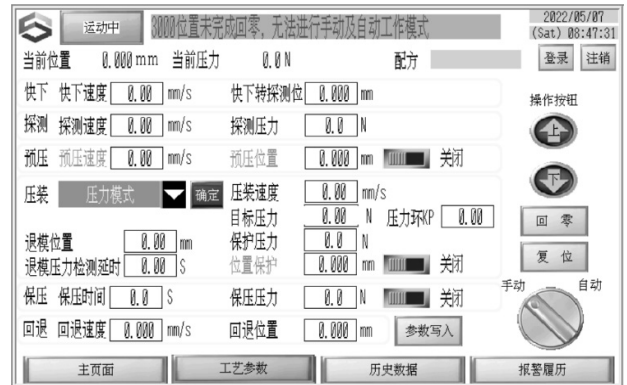 运动中 3000位置未完成回零，无法进行手动及自动工作模式 2022/05/07
(Sat) 08:47:31
当前位置 0.000 mm 当前压力 0.0 N 配方 登录 注销
快下 快下速度 0.00 mm/s 快下转探测位 0.000 mm
操作按钮
探测 探测速度 0.00 mm/s 探测压力 0.0 N
上
预压 预压速度 0.00 mm/s 预压位置 0.000 mm 关闭
下
压装 压力模式 确定 压装速度 0.00 mm/s
目标压力 0.00 N 压力环KP 0.00
回零
退模位置 0.00 mm 保护压力 0.0 N
退模压力检测延时 0.00 S 位置保护 0.000 mm 关闭
复位
手动 自动
保压 保压时间 0.0 S 保压压力 0.0 N 关闭
回退 回退速度 0.000 mm/s 回退位置 0.000 mm 参数写入
主页面 工艺参数 历史数据 报警履历